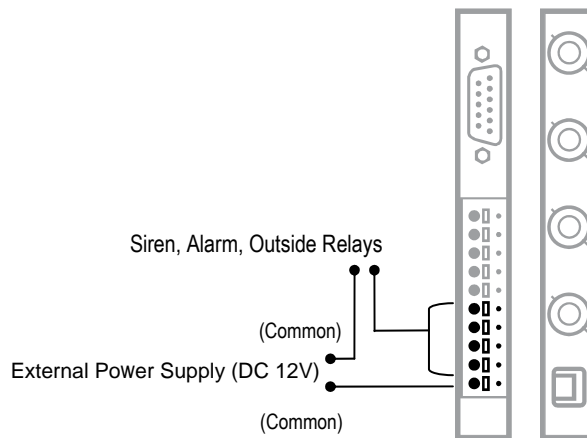 Siren, Alarm, Outside Relays
(Common)
External Power Supply (DC 12V)
(Common)